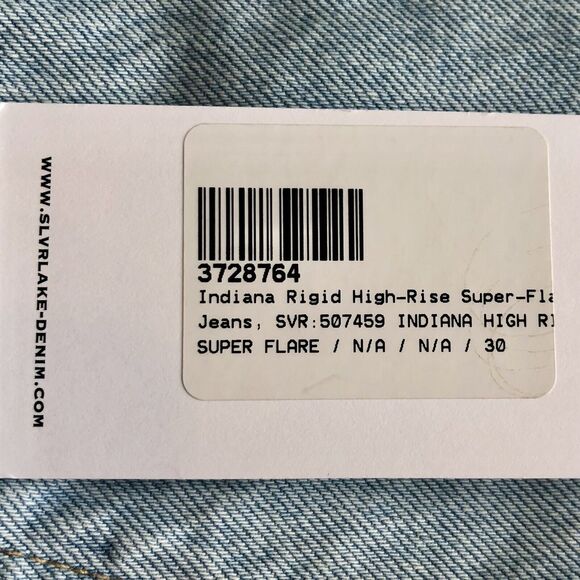 WWW.SLVRLAKE-DENIM.COM
3728764
Indiana Rigid High-Rise Super-Fla
Jeans, SVR:507459 INDIANA HIGH RI
SUPER FLARE / N/A / N/A / 30